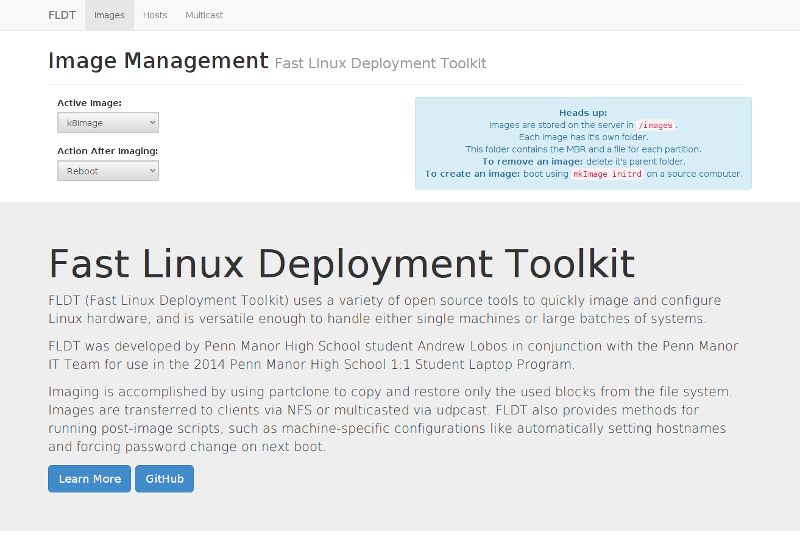 FLDT Images Hosts Multicast
Image Management Fast Linux Deployment Toolkit
Active Image:
k8image
Action After Imaging:
Reboot
Heads up:
Images are stored on the server in /images.
Each image has it's own folder.
This folder contains the MBR and a file for each partition.
To remove an image: delete it's parent folder.
To create an image: boot using mkImage initrd on a source computer.
Fast Linux Deployment Toolkit
FLDT (Fast Linux Deployment Toolkit) uses a variety of open source tools to quickly image and configure
Linux hardware, and is versatile enough to handle either single machines or large batches of systems.
FLDT was developed by Penn Manor High School student Andrew Lobos in conjunction with the Penn Manor
IT Team for use in the 2014 Penn Manor High School 1:1 Student Laptop Program.
Imaging is accomplished by using partclone to copy and restore only the used blocks from the file system.
Images are transferred to clients via NFS or multicasted via udpcast. FLDT also provides methods for
running post-image scripts, such as machine-specific configurations like automatically setting hostnames
and forcing password change on next boot.
Learn More GitHub